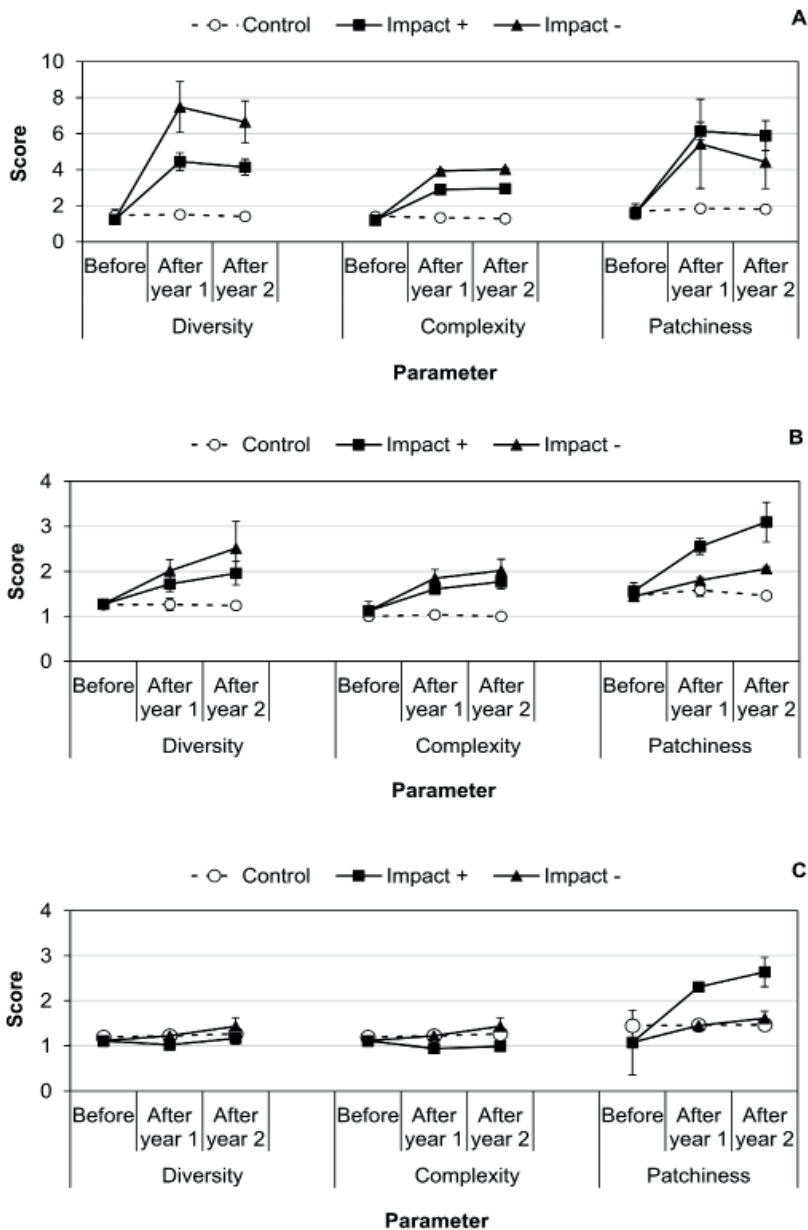 A
Control Impact + Impact -
10
8
6
4
2
0
Score
Before After year 1 After year 2 Before After year 1 After year 2 Before After year 1 After year 2
Diversity Complexity Patchiness
Parameter
B
Control Impact + Impact -
4
3
2
1
0
Score
Before After year 1 After year 2 Before After year 1 After year 2 Before After year 1 After year 2
Diversity Complexity Patchiness
Parameter
C
Control Impact + Impact -
4
3
2
1
0
Score
Before After year 1 After year 2 Before After year 1 After year 2 Before After year 1 After year 2
Diversity Complexity Patchiness
Parameter